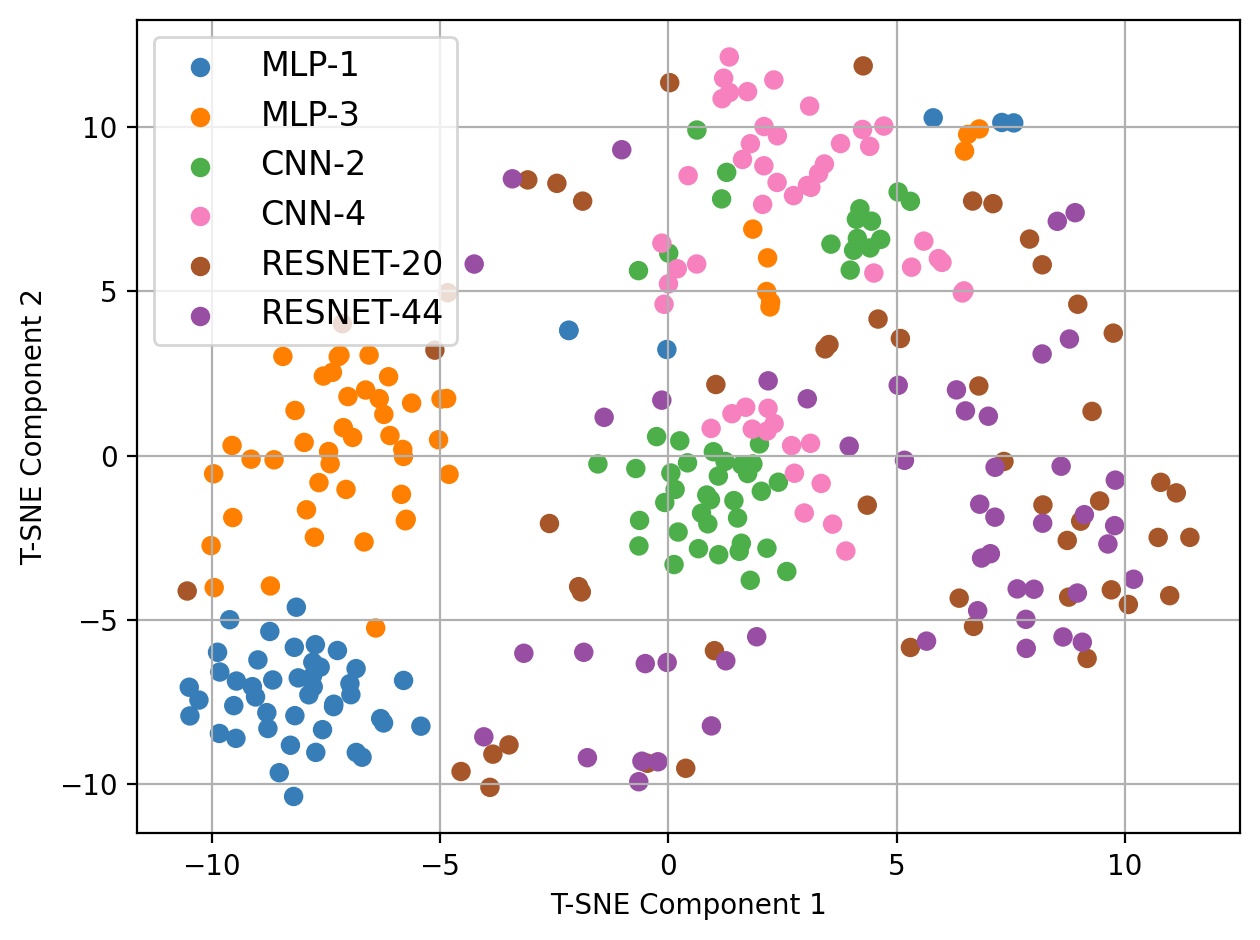 MLP-1
MLP-3
CNN-2
CNN-4
RESNET-20
RESNET-44
10
5
0
−5
−10
T-SNE Component 2
−10 −5 0 5 10
T-SNE Component 1